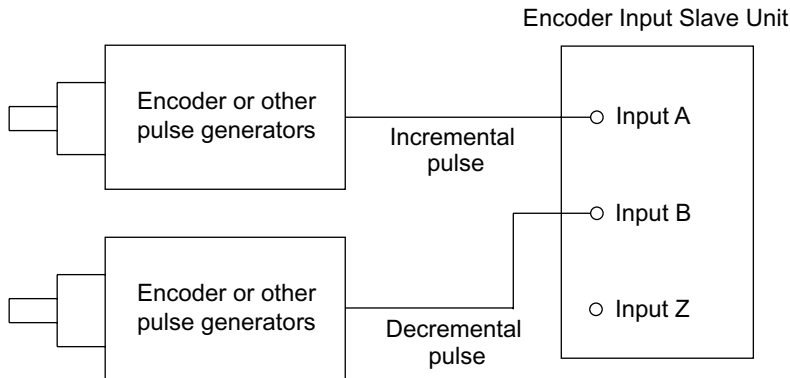 Encoder Input Slave Unit
Encoder or other
pulse generators
Incremental
pulse
Input A
Input B
Encoder or other
pulse generators
Decremental
pulse
Input Z